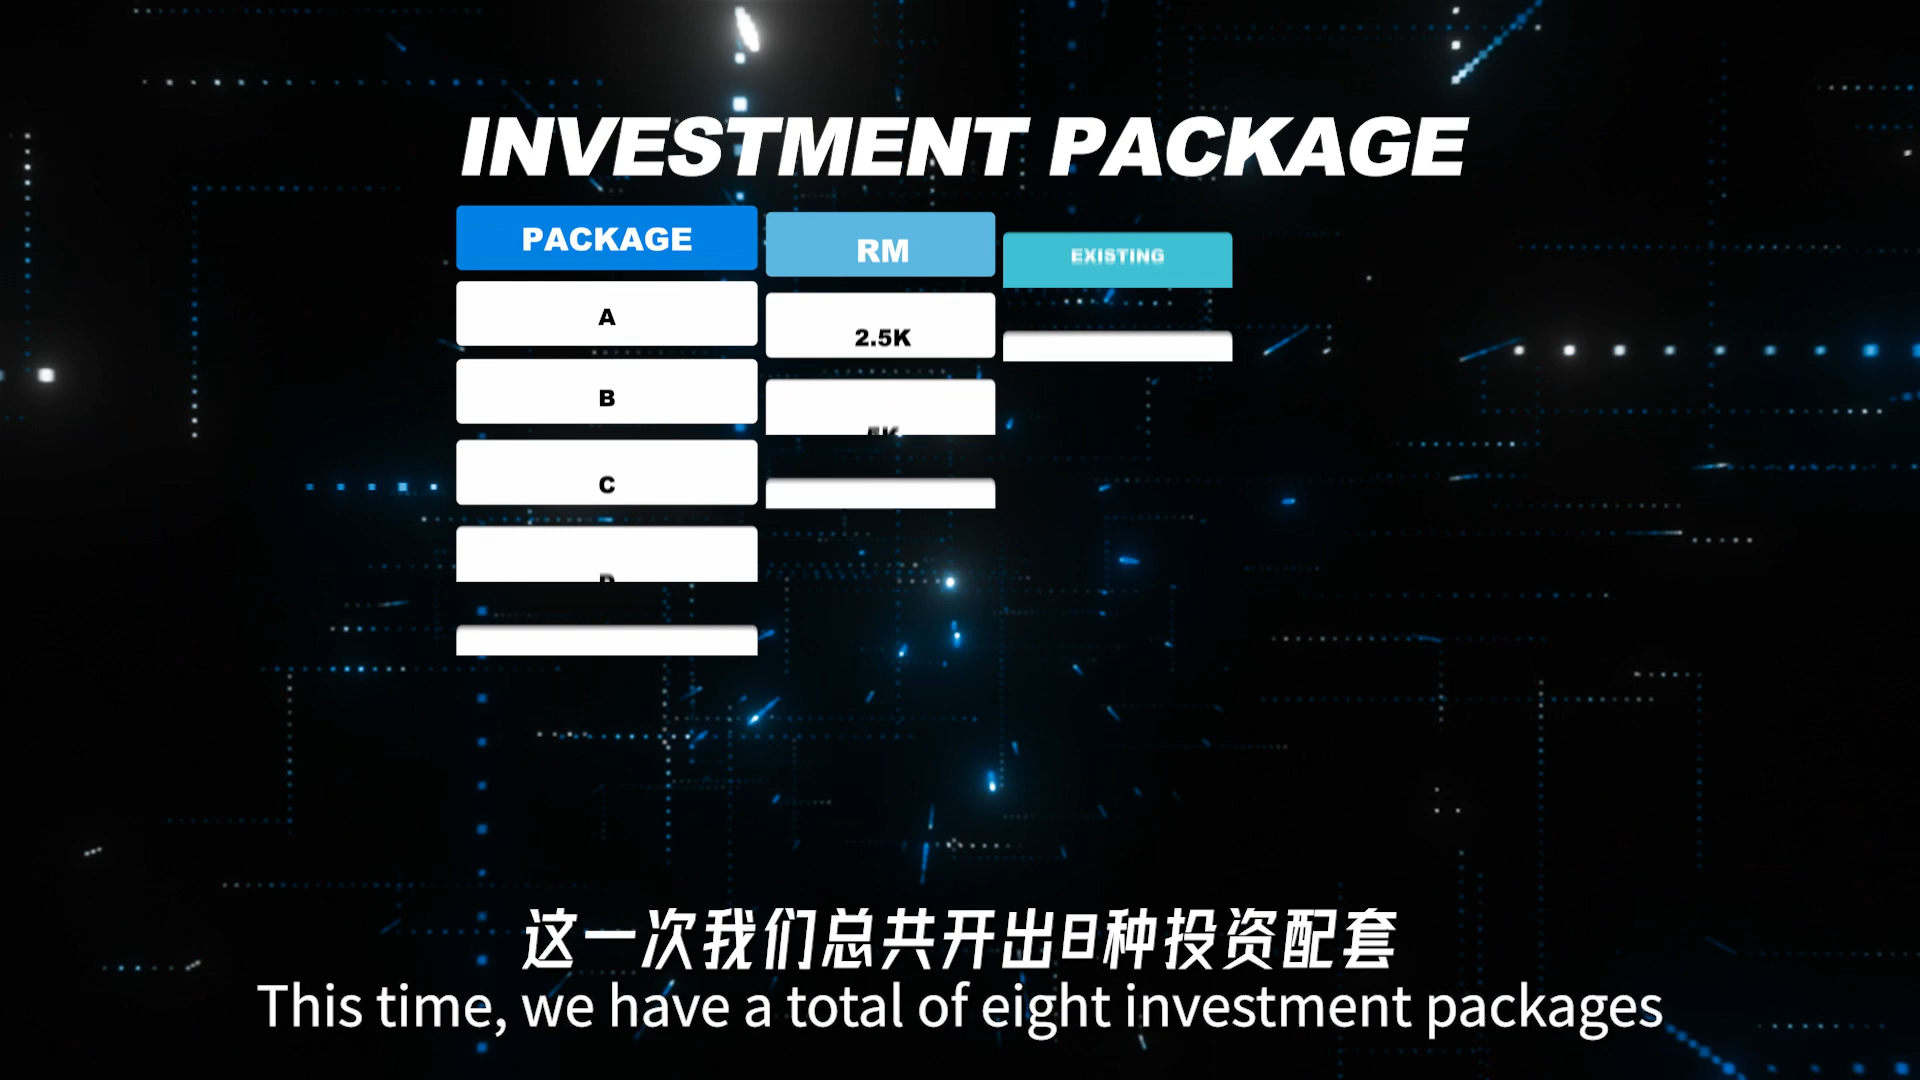 INVESTMENT PACKAGE
PACKAGE RM EXISTING
A 2.5K
B 5K
C
D
这一次我们总共开出8种投资配套
This time, we have a total of eight investment packages